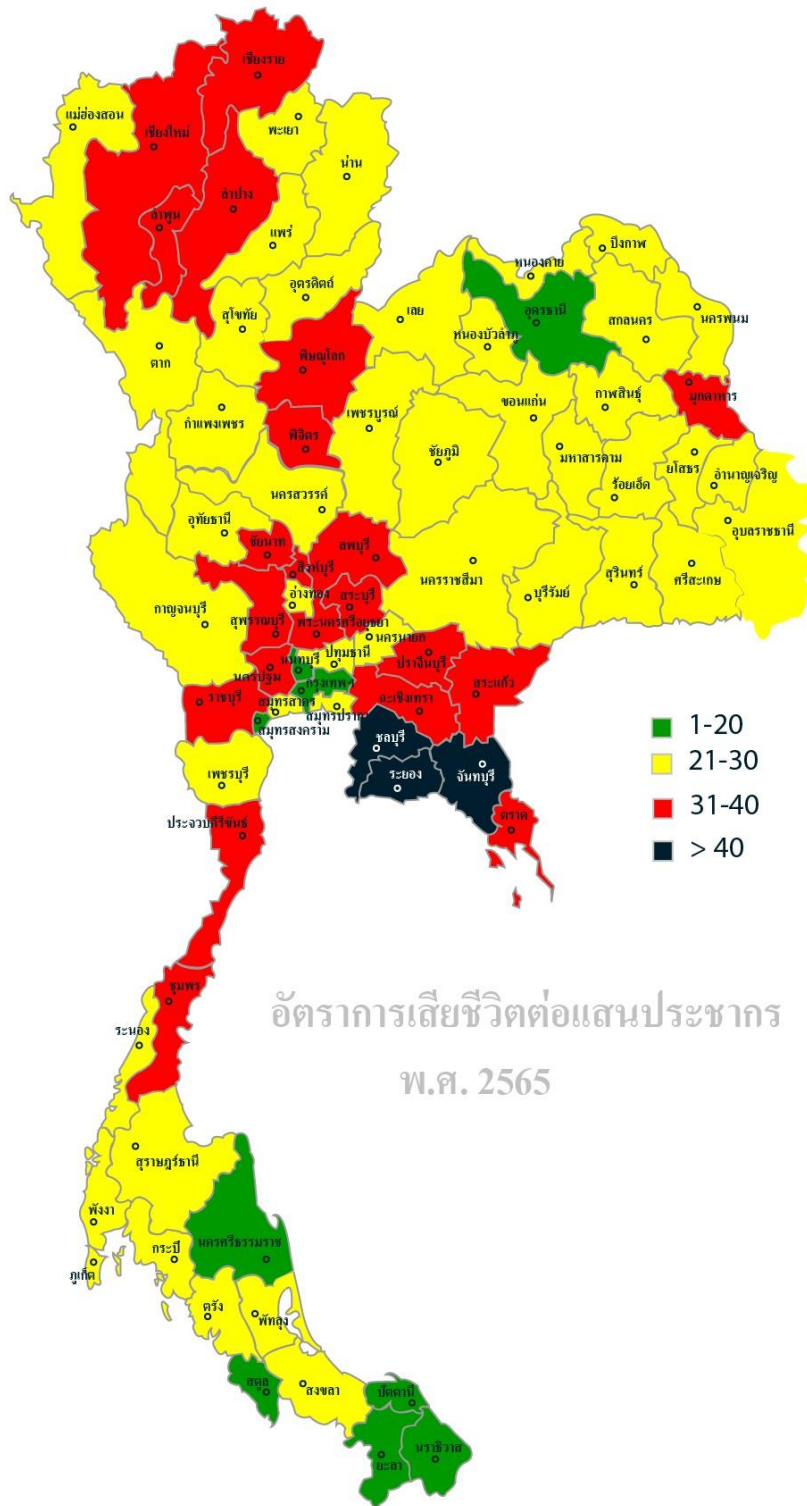 เชียงราย
แม่ฮ่องสอน
เชียงใหม่
พะเยา
น่าน
ลำปาง
ลำพูน
แพร่
อุตรดิตถ์
สุโขทัย
ตาก
พิษณุโลก
กำแพงเพชร
พิจิตร
เพชรบูรณ์
เลย
หนองคาย
บึงกาฬ
อุดรธานี
หนองบัวลำภู
สกลนคร
นครพนม
มุกดาหาร
ขอนแก่น
กาฬสินธุ์
ชัยภูมิ
มหาสารคาม
ร้อยเอ็ด
ยโสธร
อำนาญเจริญ
อุบลราชธานี
นครสวรรค์
อุทัยธานี
ชัยนาท
ลพบุรี
สิงห์บุรี
อ่างทอง
สระบุรี
นครราชสีมา
บุรีรัมย์
สุรินทร์
ศรีสะเกษ
กาญจนบุรี
สุพรรณบุรี
พระนครศรีอยุธยา
นครนายก
ปทุมธานี
นนทบุรี
กรุงเทพฯ
นครปฐม
ปราจีนบุรี
สระแก้ว
ฉะเชิงเทรา
ราชบุรี
สมุทรสาคร
สมุทรปราการ
สมุทรสงคราม
ชลบุรี
ระยอง
จันทบุรี
ตราด
เพชรบุรี
ประจวบคีรีขันธ์
1-20
21-30
31-40
> 40
ชุมพร
ระนอง
อัตราการเสียชีวิตต่อแสนประชากร
พ.ศ. 2565
สุราษฎร์ธานี
พังงา
ภูเก็ต
กระบี่
นครศรีธรรมราช
ตรัง
พัทลุง
สตูล
สงขลา
ปัตตานี
ยะลา
นราธิวาส